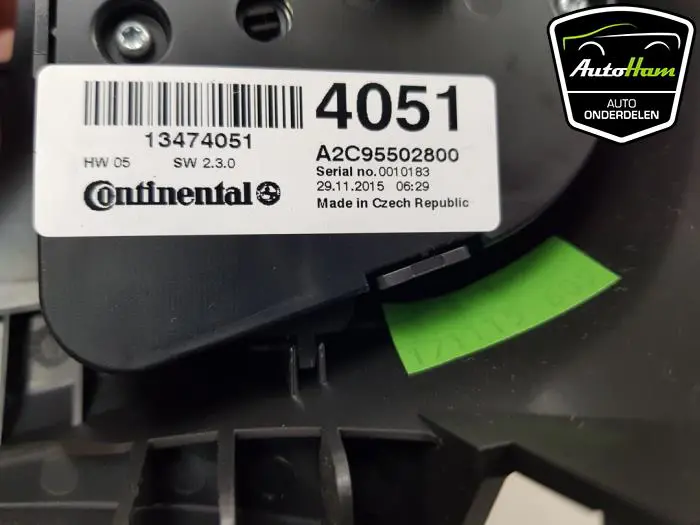 4051
13474051
HW 05 SW 2.3.0
A2C95502800
Serial no.0010183
29.11.2015 06:29
Continental
Made in Czech Republic
AutoHam
AUTO
ONDERDELEN